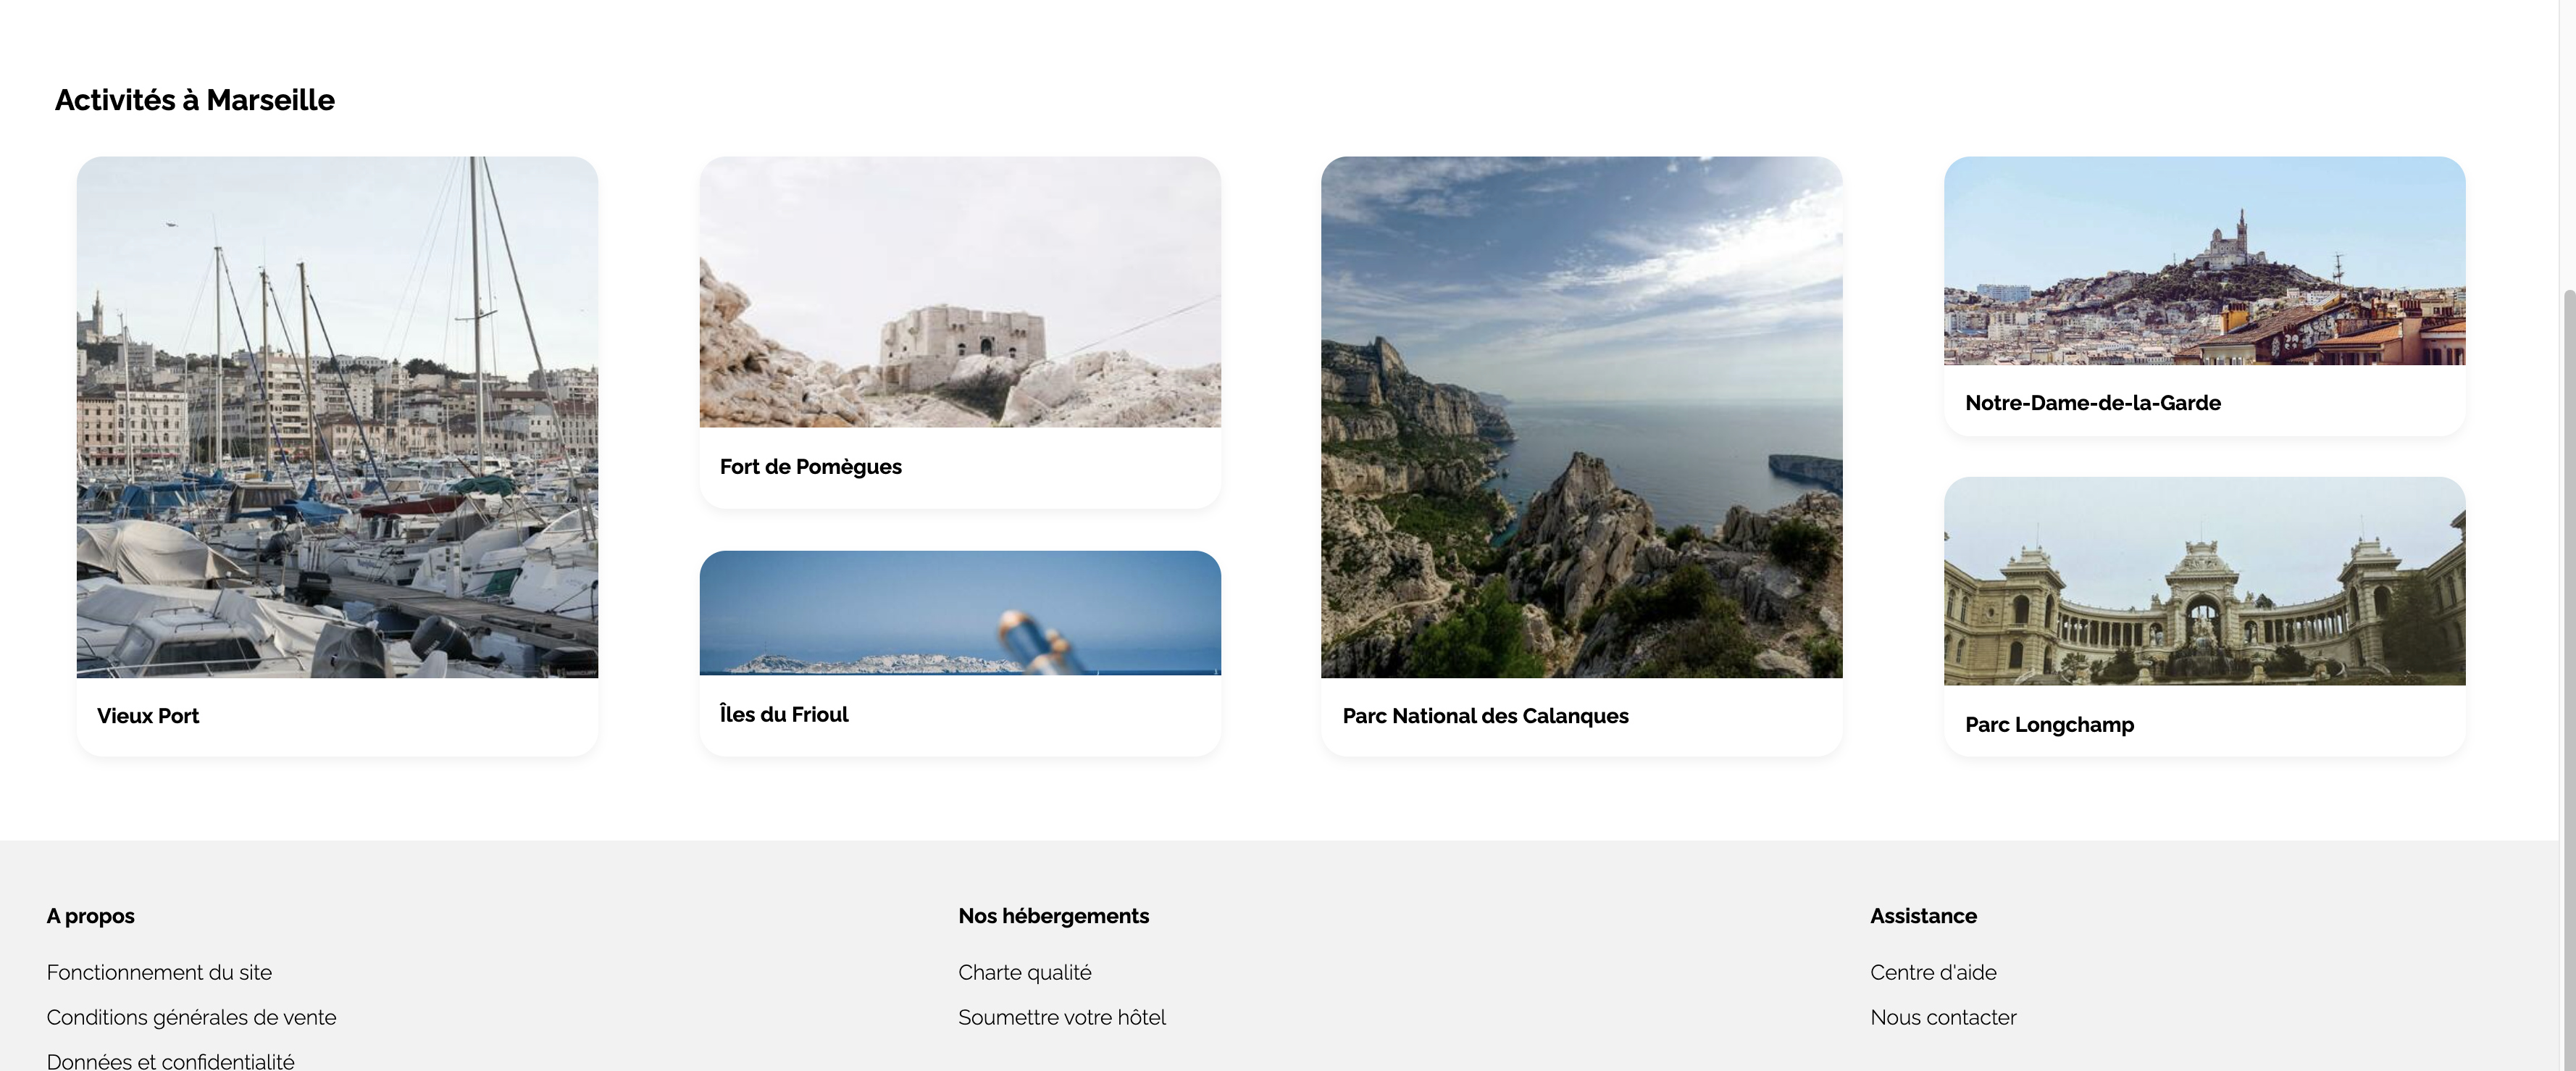 Activités à Marseille
Vieux Port
Fort de Pomègues
Îles du Frioul
Parc National des Calanques
Notre-Dame-de-la-Garde
Parc Longchamp
A propos
Fonctionnement du site
Conditions générales de vente
Données et confidentialité
Nos hébergements
Charte qualité
Soumettre votre hôtel
Assistance
Centre d'aide
Nous contacter